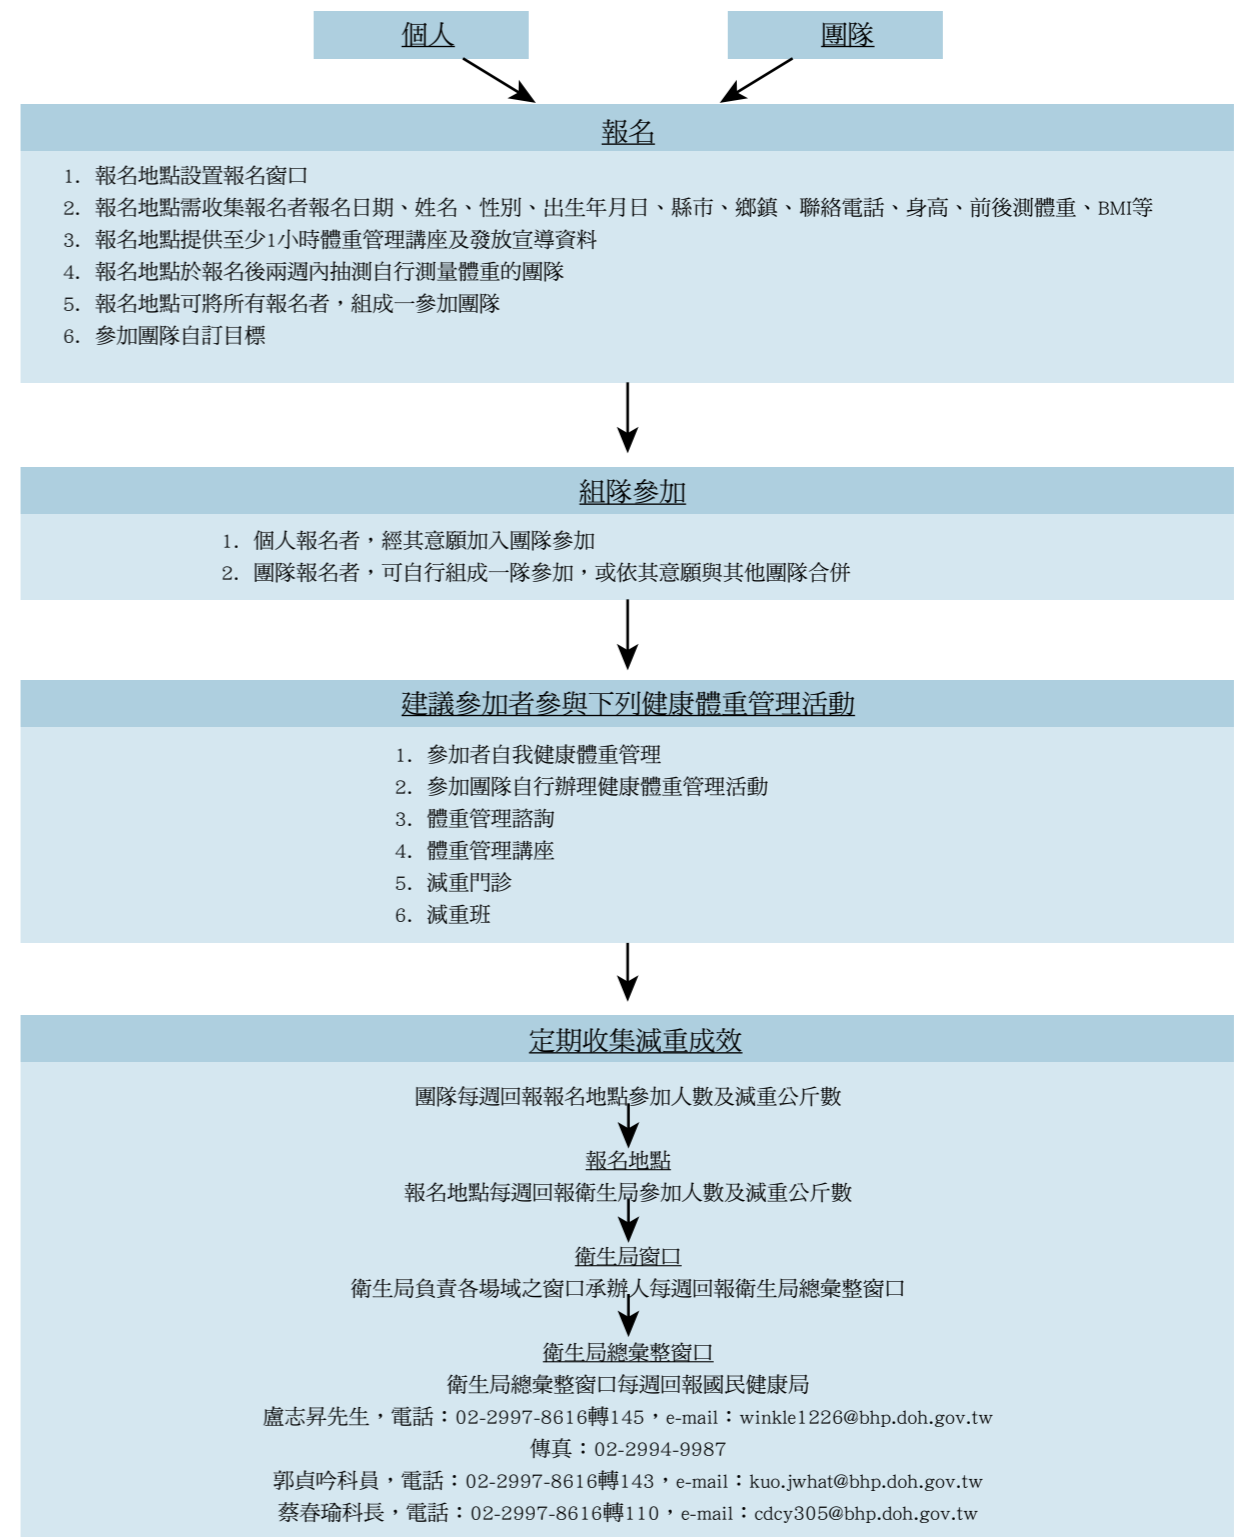 個人
團隊
報名
1. 報名地點設置報名窗口
2. 報名地點需收集報名者報名日期、姓名、性別、出生年月日、縣市、鄉鎮、聯絡電話、身高、前後測體重、BMI等
3. 報名地點提供至少1小時體重管理講座及發放宣導資料
4. 報名地點於報名後兩週內抽測自行測量體重的團隊
5. 報名地點可將所有報名者，組成一參加團隊
6. 參加團隊自訂目標
組隊參加
1. 個人報名者，經其意願加入團隊參加
2. 團隊報名者，可自行組成一隊參加，或依其意願與其他團隊合併
建議參加者參與下列健康體重管理活動
1. 參加者自我健康體重管理
2. 參加團隊自行辦理健康體重管理活動
3. 體重管理諮詢
4. 體重管理講座
5. 減重門診
6. 減重班
定期收集減重成效
團隊每週回報報名地點參加人數及減重公斤數
報名地點
報名地點每週回報衛生局參加人數及減重公斤數
衛生局窗口
衛生局負責各場域之窗口承辦人每週回報衛生局總彙整窗口
衛生局總彙整窗口
衛生局總彙整窗口每週回報國民健康局
盧志昇先生，電話：02-2997-8616轉145，e-mail：winkle1226@bhp.doh.gov.tw
傳真：02-2994-9987
郭貞吟科員，電話：02-2997-8616轉143，e-mail：kuo.jwhat@bhp.doh.gov.tw
蔡春瑜科長，電話：02-2997-8616轉110，e-mail：cdcy305@bhp.doh.gov.tw